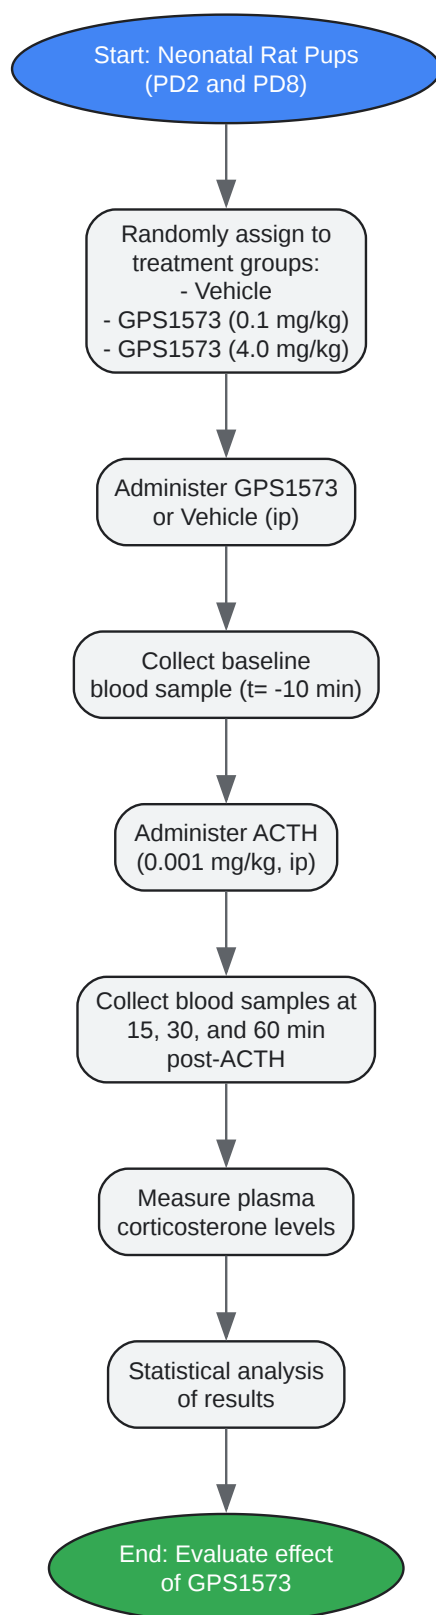 Start: Neonatal Rat Pups
(PD2 and PD8)
Randomly assign to
treatment groups:
- Vehicle
- GPS1573 (0.1 mg/kg)
- GPS1573 (4.0 mg/kg)
Administer GPS1573
or Vehicle (ip)
Collect baseline
blood sample (t= -10 min)
Administer ACTH
(0.001 mg/kg, ip)
Collect blood samples at
15, 30, and 60 min
post-ACTH
Measure plasma
corticosterone levels
Statistical analysis
of results
End: Evaluate effect
of GPS1573